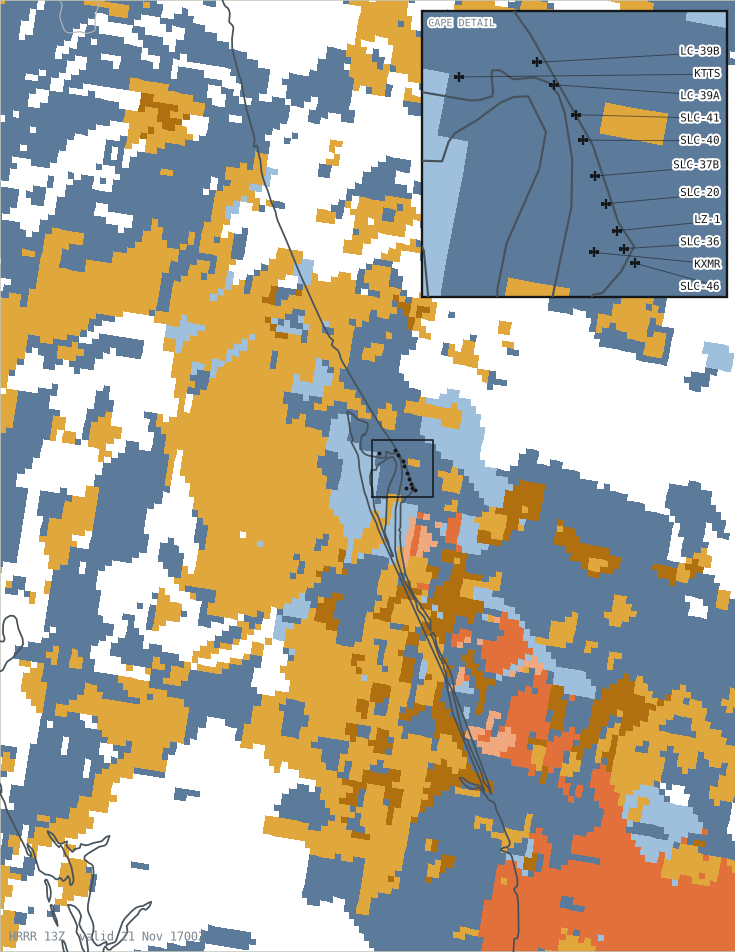 CAPE DETAIL
LC-39B
KTTS
LC-39A
SLC-41
SLC-40
SLC-37B
SLC-20
LZ-1
SLC-36
KXMR
SLC-46
HRRR 13Z valid 21 Nov 1700Z